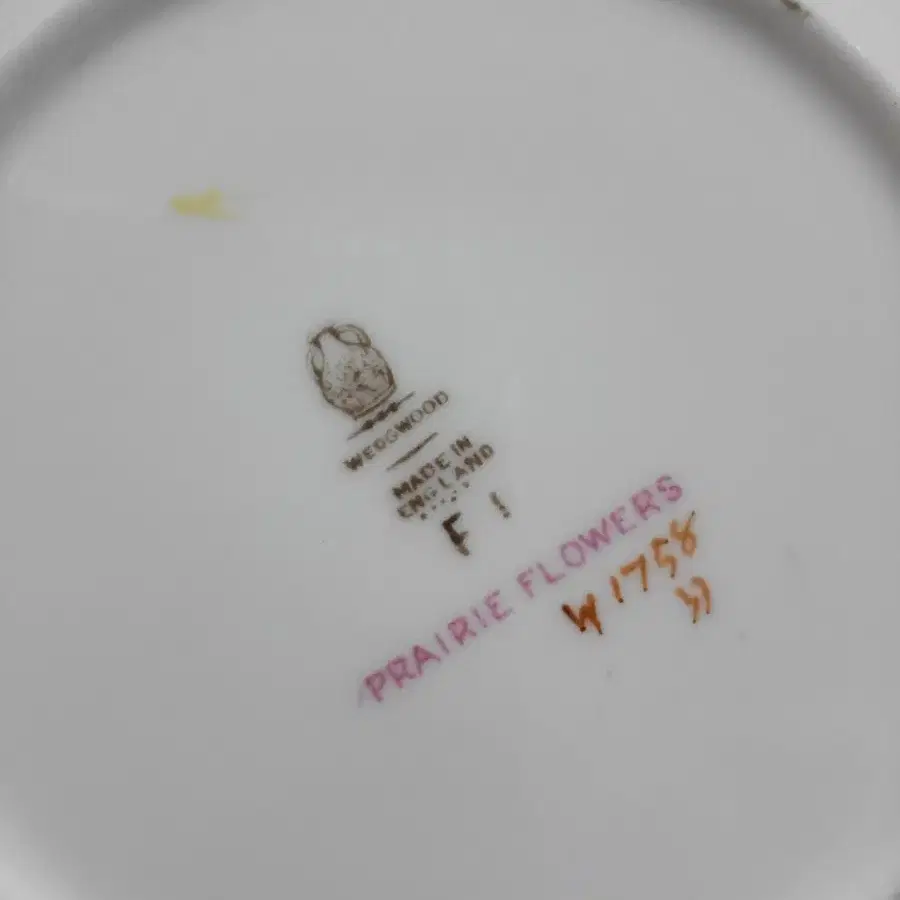 WEDGWOOD
MADE IN
ENGLAND
F I
PRAIRIE FLOWERS
W1758